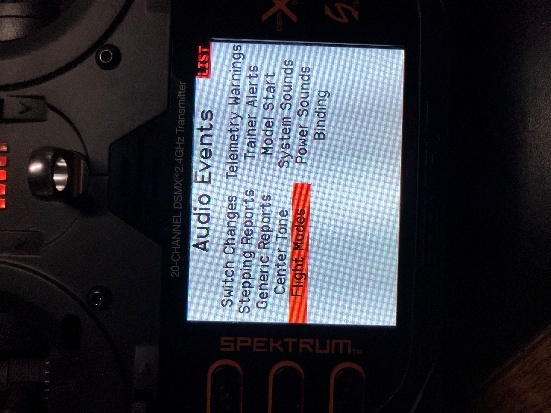 20-CHANNEL DSMX® 2.4GHz Transmitter
Audio Events
LIST
Switch Changes
Stepping Reports
Generic Reports
Center Tone
Flight Modes
Telemetry Warnings
Trainer Alerts
Model Start
System Sounds
Power Sounds
Binding
SPEKTRUM™